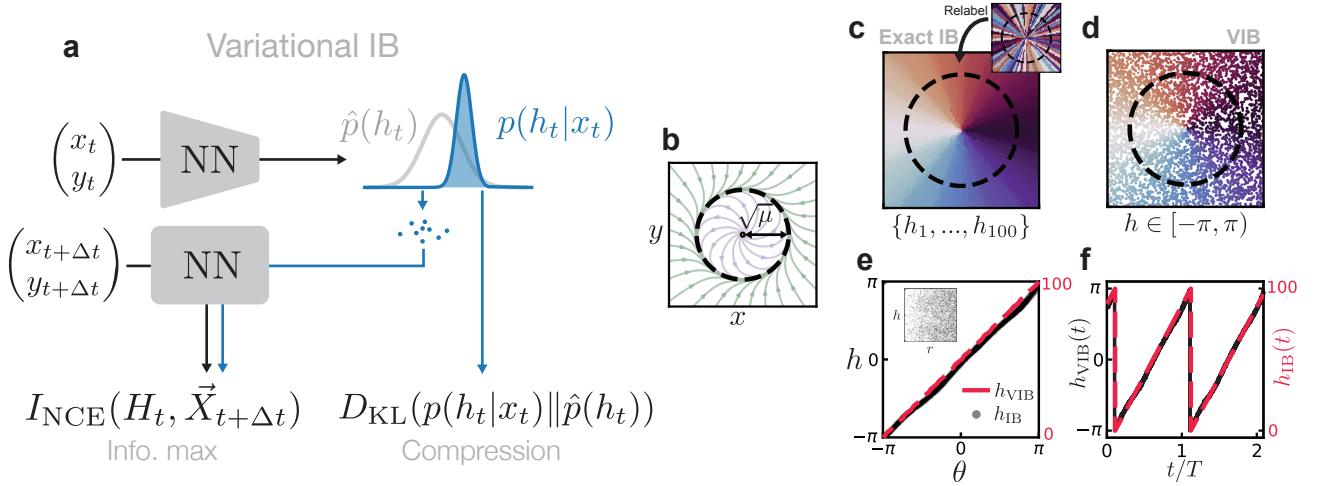 a
Variational IB
(x_t
y_t)
NN
p̂(h_t)
p(h_t|x_t)
(x_{t+Δt}
y_{t+Δt})
NN
I_NCE(H_t, X⃗_{t+Δt})
Info. max
D_KL(p(h_t|x_t)‖p̂(h_t))
Compression
b
√μ
y
x
c
Exact IB
Relabel
{h_1, ..., h_100}
d
VIB
h ∈ [−π, π)
e
π
100
h
r
h
0
h_VIB
h_IB
−π
0
−π
0
π
θ
f
π
100
h_VIB(t)
0
h_IB(t)
−π
0
0
1
2
t/T